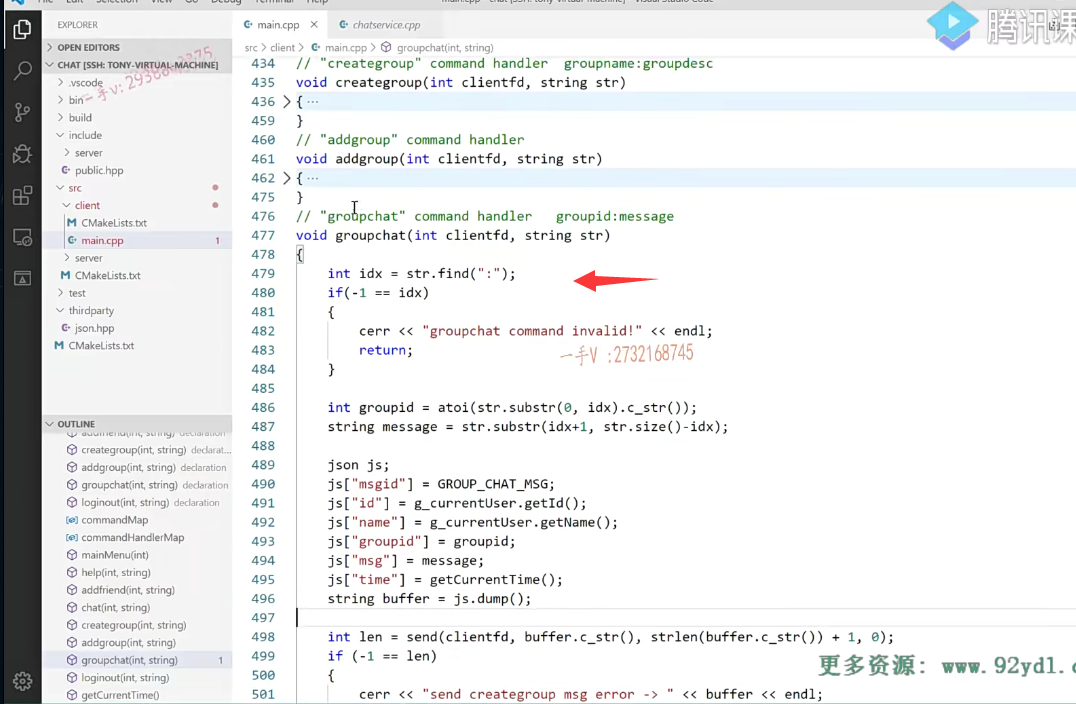 File Edit Selection View Go Debug Terminal Help
main.cpp - chat [SSH: tony-virtual-machine] - Visual Studio Code
腾讯课
EXPLORER
main.cpp
chatservice.cpp
OPEN EDITORS
CHAT [SSH: TONY-VIRTUAL-MACHINE]
.vscode
bin
build
include
server
public.hpp
src
client
CMakeLists.txt
main.cpp 1
server
CMakeLists.txt
test
thirdparty
json.hpp
CMakeLists.txt
一手V: 2938803375
OUTLINE
addfriend(int, string) declaration
creategroup(int, string) declarat...
addgroup(int, string) declaration
groupchat(int, string) declaration
loginout(int, string) declaration
commandMap
commandHandlerMap
mainMenu(int)
help(int, string)
addfriend(int, string)
chat(int, string)
creategroup(int, string)
addgroup(int, string)
groupchat(int, string) 1
loginout(int, string)
getCurrentTime()
src > client > main.cpp > groupchat(int, string)
434 // "creategroup" command handler groupname:groupdesc
435 void creategroup(int clientfd, string str)
436 { ...
459 }
460 // "addgroup" command handler
461 void addgroup(int clientfd, string str)
462 { ...
475 }
476 // "groupchat" command handler groupid:message
477 void groupchat(int clientfd, string str)
478 {
479 int idx = str.find(":");
480 if(-1 == idx)
481 {
482 cerr << "groupchat command invalid!" << endl;
483 return;
484 }
485
486 int groupid = atoi(str.substr(0, idx).c_str());
487 string message = str.substr(idx+1, str.size()-idx);
488
489 json js;
490 js["msgid"] = GROUP_CHAT_MSG;
491 js["id"] = g_currentUser.getId();
492 js["name"] = g_currentUser.getName();
493 js["groupid"] = groupid;
494 js["msg"] = message;
495 js["time"] = getCurrentTime();
496 string buffer = js.dump();
497
498 int len = send(clientfd, buffer.c_str(), strlen(buffer.c_str()) + 1, 0);
499 if (-1 == len)
500 {
501 cerr << "send creategroup msg error -> " << buffer << endl;
一手V :2732168745
更多资源: www.92ydl.c